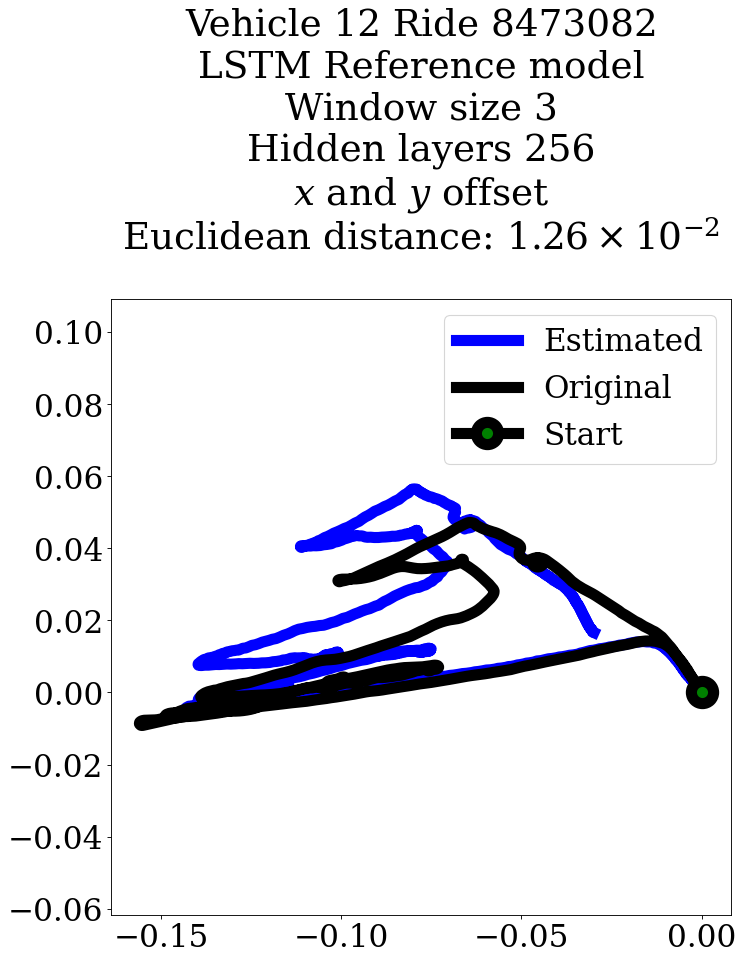 Vehicle 12 Ride 8473082
LSTM Reference model
Window size 3
Hidden layers 256
x and y offset
Euclidean distance: 1.26 × 10⁻²
Estimated
Original
Start
0.10
0.08
0.06
0.04
0.02
0.00
−0.02
−0.04
−0.06
−0.15 −0.10 −0.05 0.00